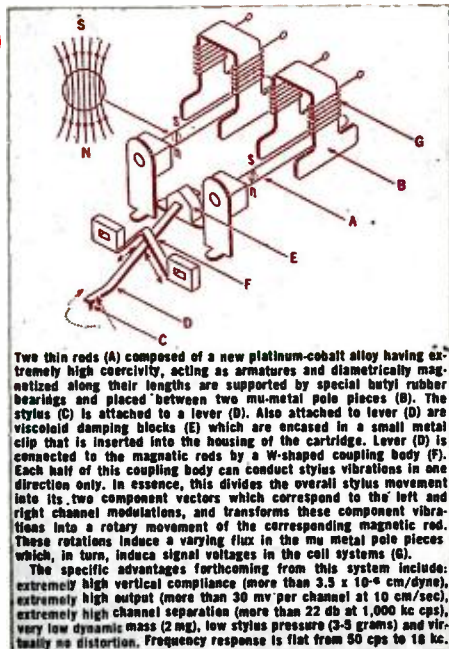 S
N
S
n
S
n
G
B
A
E
F
D
C
Two thin rods (A) composed of a new platinum-cobalt alloy having ex-
tremely high coercivity, acting as armatures and diametrically mag-
netized along their lengths are supported by special butyl rubber
bearings and placed between two mu-metal pole pieces (B). The
stylus (C) is attached to a lever (D). Also attached to lever (D) are
viscoloid damping blocks (E) which are encased in a small metal
clip that is inserted into the housing of the cartridge. Lever (D) is
connected to the magnetic rods by a W-shaped coupling body (F).
Each half of this coupling body can conduct stylus vibrations in one
direction only. In essence, this divides the overall stylus movement
into its two component vectors which correspond to the left and
right channel modulations, and transforms these component vibra-
tions into a rotary movement of the corresponding magnetic rod.
These rotations induce a varying flux in the mu metal pole pieces
which, in turn, induce signal voltages in the coil systems (G).
The specific advantages forthcoming from this system include:
extremely high vertical compliance (more than 3.5 x 10-6 cm/dyne),
extremely high output (more than 30 mv per channel at 10 cm/sec),
extremely high channel separation (more than 22 db at 1,000 kc cps),
very low dynamic mass (2 mg), low stylus pressure (3-5 grams) and vir-
tually no distortion. Frequency response is flat from 50 cps to 18 kc.